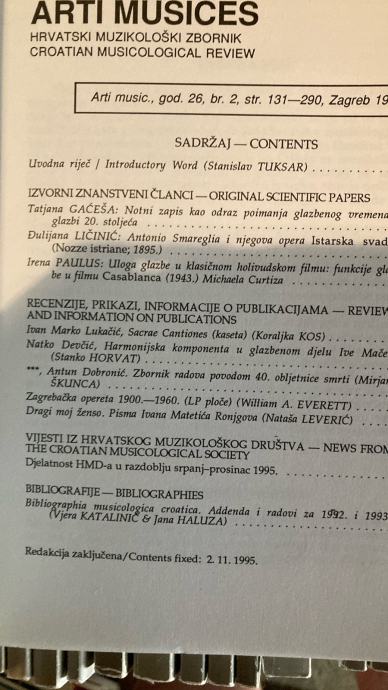 ARTI MUSICES
HRVATSKI MUZIKOLOŠKI ZBORNIK
CROATIAN MUSICOLOGICAL REVIEW
Arti music., god. 26, br. 2, str. 131—290, Zagreb 19
SADRŽAJ — CONTENTS
Uvodna riječ / Introductory Word (Stanislav TUKSAR) . . . . . . . . .
IZVORNI ZNANSTVENI ČLANCI — ORIGINAL SCIENTIFIC PAPERS
Tatjana GAĆEŠA: Notni zapis kao odraz poimanja glazbenog vremena
glazbi 20. stoljeća . . . . . . . . . . . . . . . . . . . . . . . .
Đulijana LIČINIĆ: Antonio Smareglia i njegova opera Istarska svad
(Nozze istriane; 1895.) . . . . . . . . . . . . . . . . . . . . . .
Irena PAULUS: Uloga glazbe u klasičnom holivudskom filmu: funkcije gla
be u filmu Casablanca (1943.) Michaela Curtiza . . . . . . . . . . .
RECENZIJE, PRIKAZI, INFORMACIJE O PUBLIKACIJAMA — REVIEW
AND INFORMATION ON PUBLICATIONS
Ivan Marko Lukačić, Sacrae Cantiones (kaseta) (Koraljka KOS) . . . . .
Natko Devčić, Harmonijska komponenta u glazbenom djelu Ive Mače
(Stanko HORVAT) . . . . . . . . . . . . . . . . . . . . . . . . .
***, Antun Dobronić. Zbornik radova povodom 40. obljetnice smrti (Mirjan
ŠKUNCA) . . . . . . . . . . . . . . . . . . . . . . . . . . . . .
Zagrebačka opereta 1900.—1960. (LP ploče) (William A. EVERETT) . . . .
Dragi moj ženso. Pisma Ivana Matetića Ronjgova (Nataša LEVERIĆ) . . .
VIJESTI IZ HRVATSKOG MUZIKOLOŠKOG DRUŠTVA — NEWS FROM
THE CROATIAN MUSICOLOGICAL SOCIETY
Djelatnost HMD-a u razdoblju srpanj–prosinac 1995. . . . . . . . . . .
BIBLIOGRAFIJE — BIBLIOGRAPHIES
Bibliographia musicologica croatica. Addenda i radovi za 1992. i 1993
(Vjera KATALINIĆ & Jana HALUZA) . . . . . . . . . . . . . . . . .
Redakcija zaključena/Contents fixed: 2. 11. 1995.